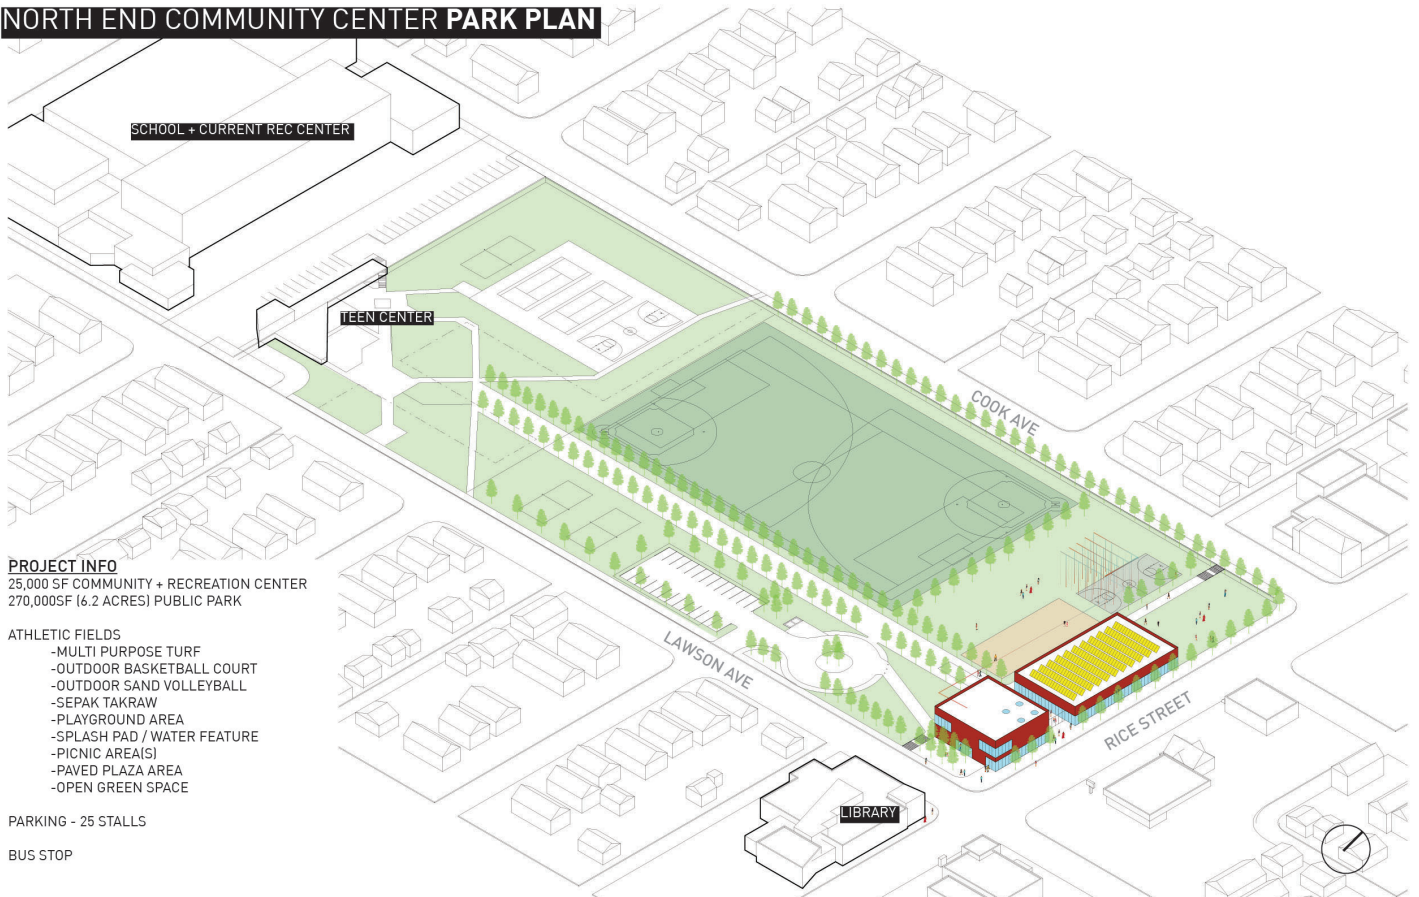 NORTH END COMMUNITY CENTER PARK PLAN
SCHOOL + CURRENT REC CENTER
TEEN CENTER
COOK AVE
LAWSON AVE
RICE STREET
LIBRARY
PROJECT INFO
25,000 SF COMMUNITY + RECREATION CENTER
270,000SF (6.2 ACRES) PUBLIC PARK
ATHLETIC FIELDS
-MULTI PURPOSE TURF
-OUTDOOR BASKETBALL COURT
-OUTDOOR SAND VOLLEYBALL
-SEPAK TAKRAW
-PLAYGROUND AREA
-SPLASH PAD / WATER FEATURE
-PICNIC AREA(S)
-PAVED PLAZA AREA
-OPEN GREEN SPACE
PARKING - 25 STALLS
BUS STOP